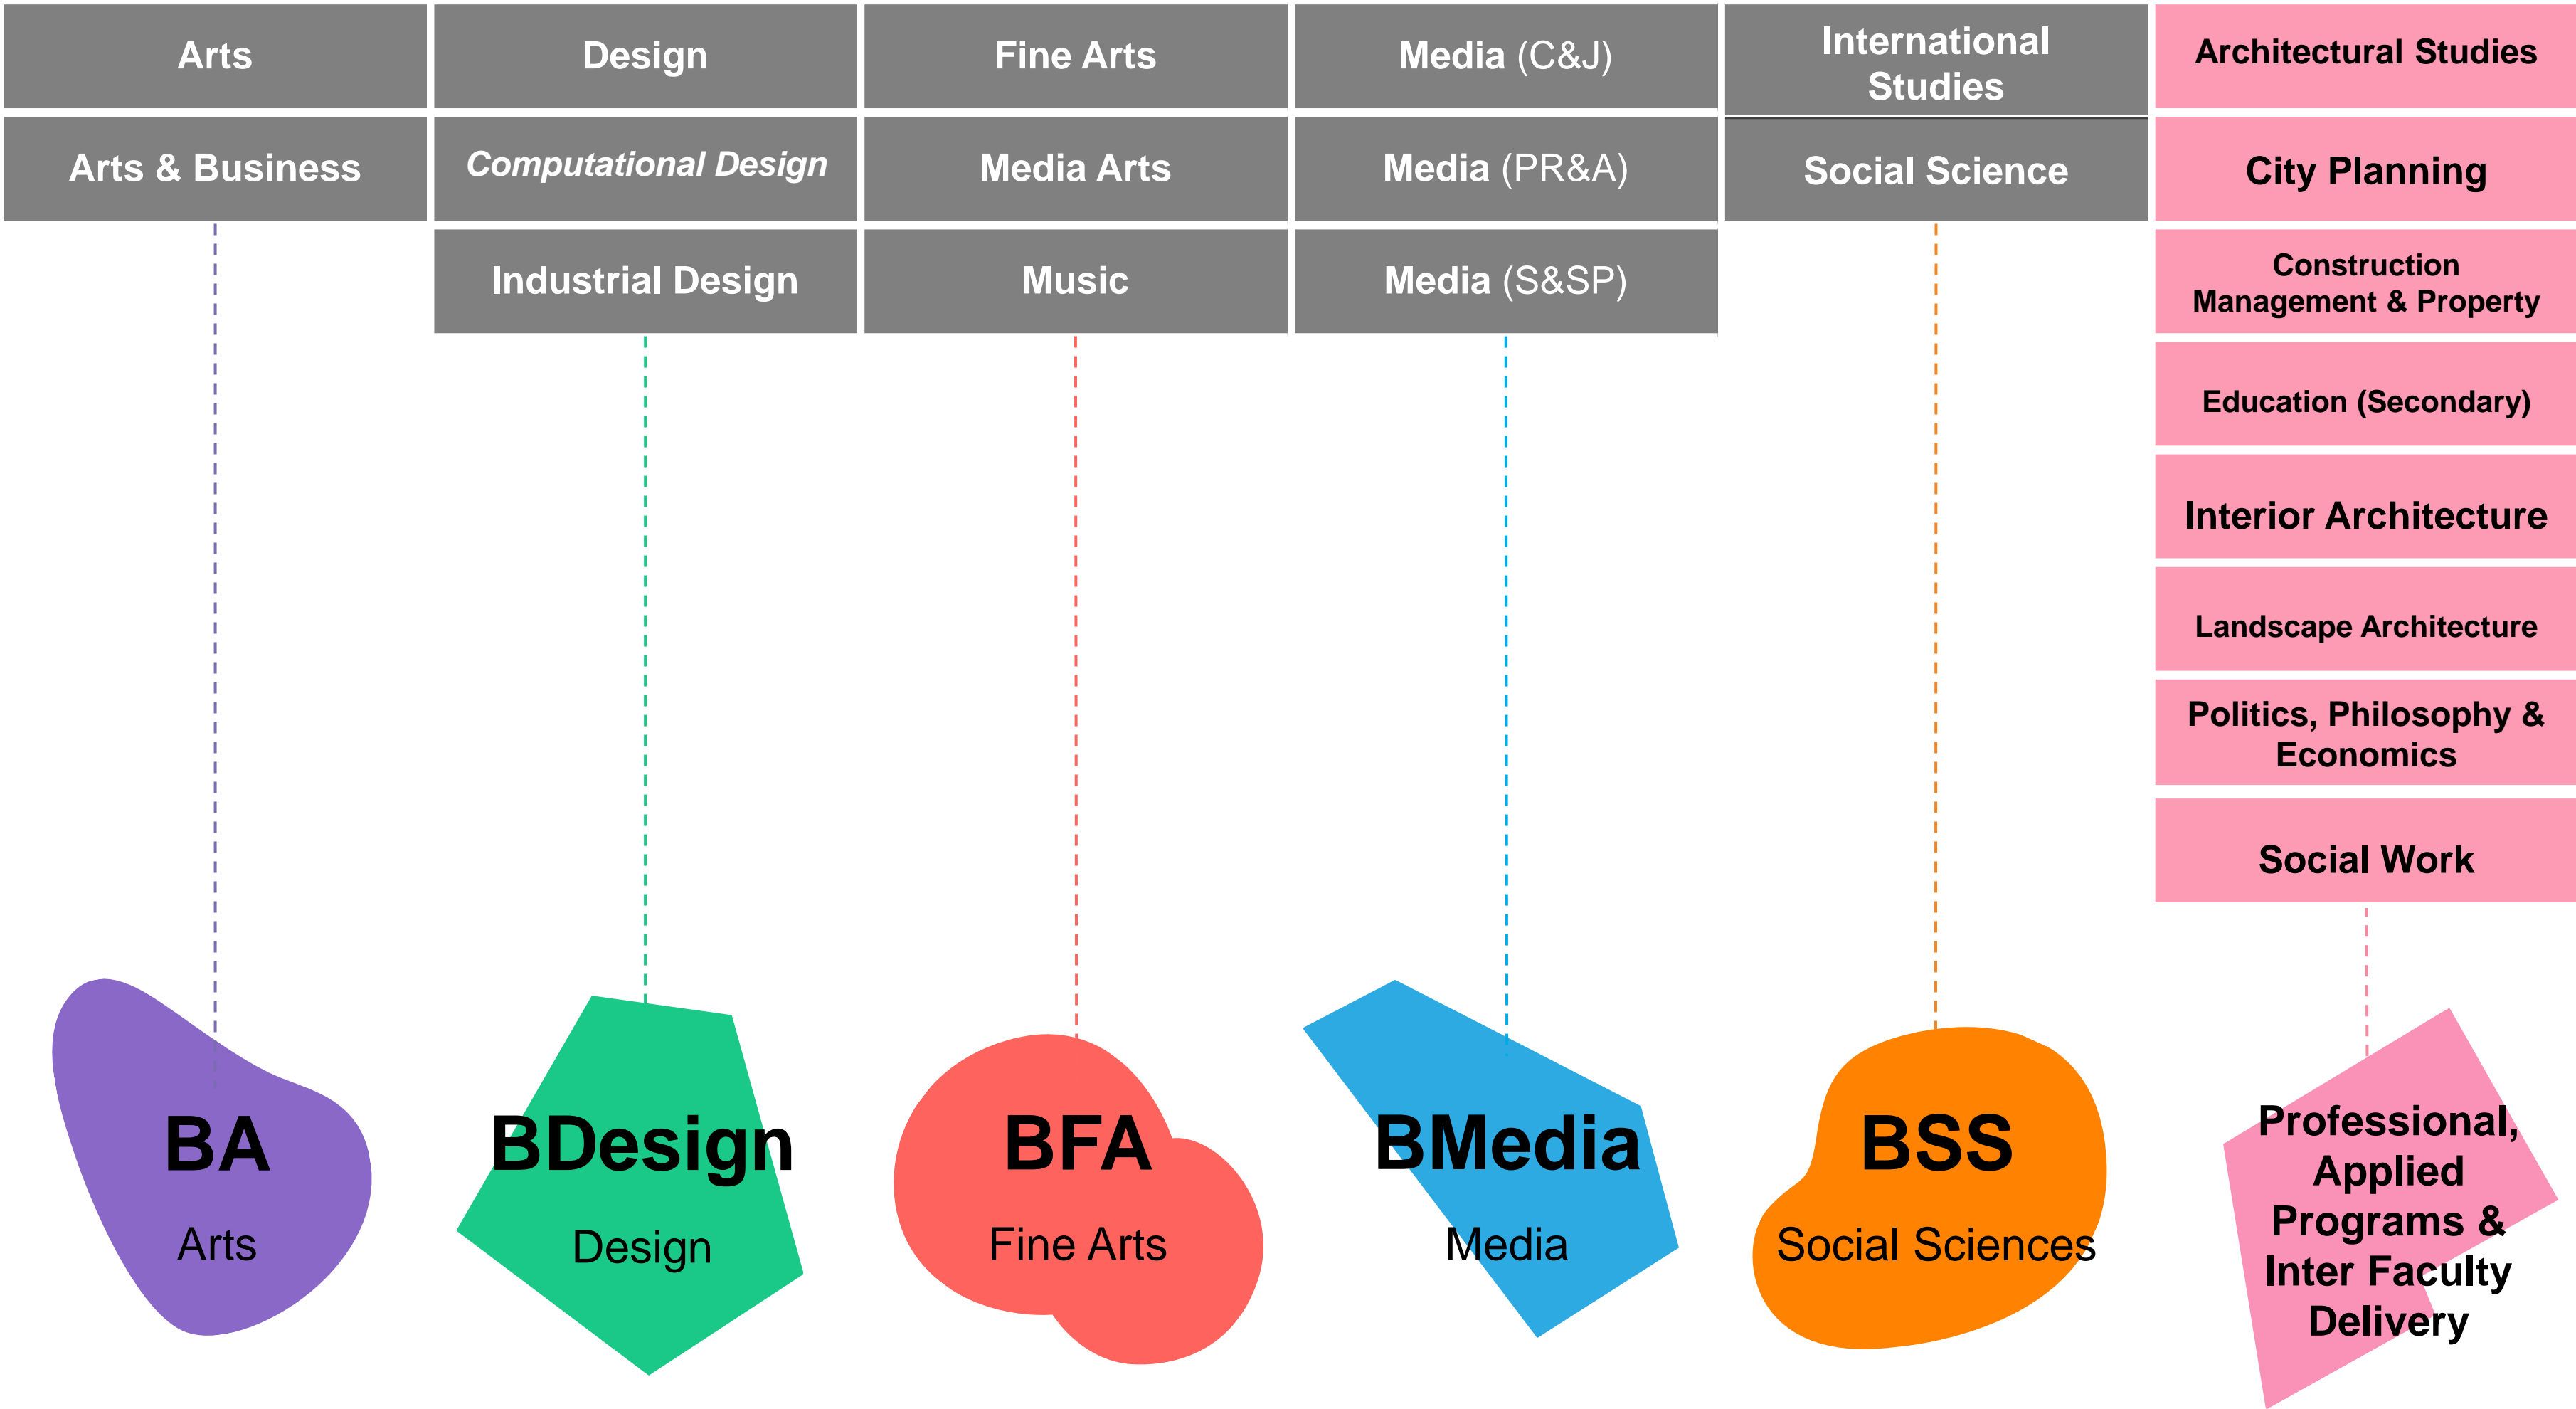 Arts
Design
Fine Arts
Media (C&J)
International
Studies
Architectural Studies
Arts & Business
Computational Design
Media Arts
Media (PR&A)
Social Science
City Planning
Industrial Design
Music
Media (S&SP)
Construction
Management & Property
Education (Secondary)
Interior Architecture
Landscape Architecture
Politics, Philosophy &
Economics
Social Work
BA
Arts
BDesign
Design
BFA
Fine Arts
BMedia
Media
BSS
Social Sciences
Professional,
Applied
Programs &
Inter Faculty
Delivery